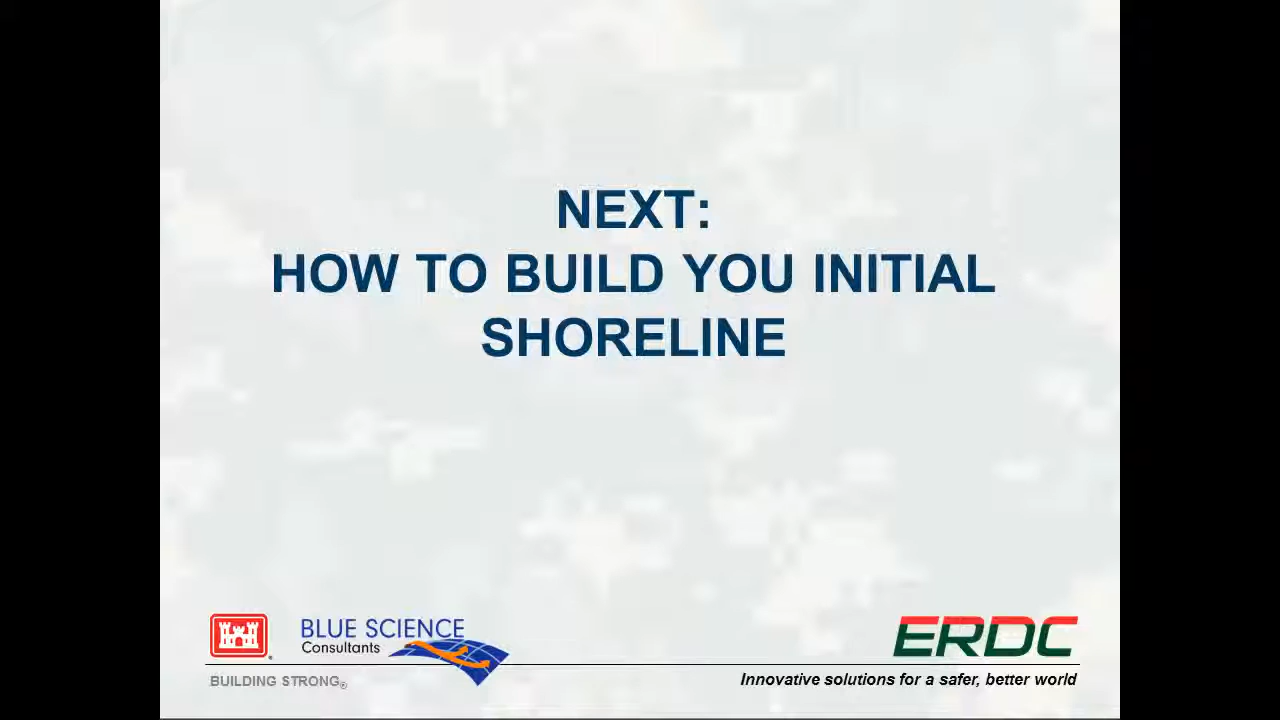 NEXT:
HOW TO BUILD YOU INITIAL
SHORELINE
BLUE SCIENCE
Consultants
ERDC
BUILDING STRONG®
Innovative solutions for a safer, better world